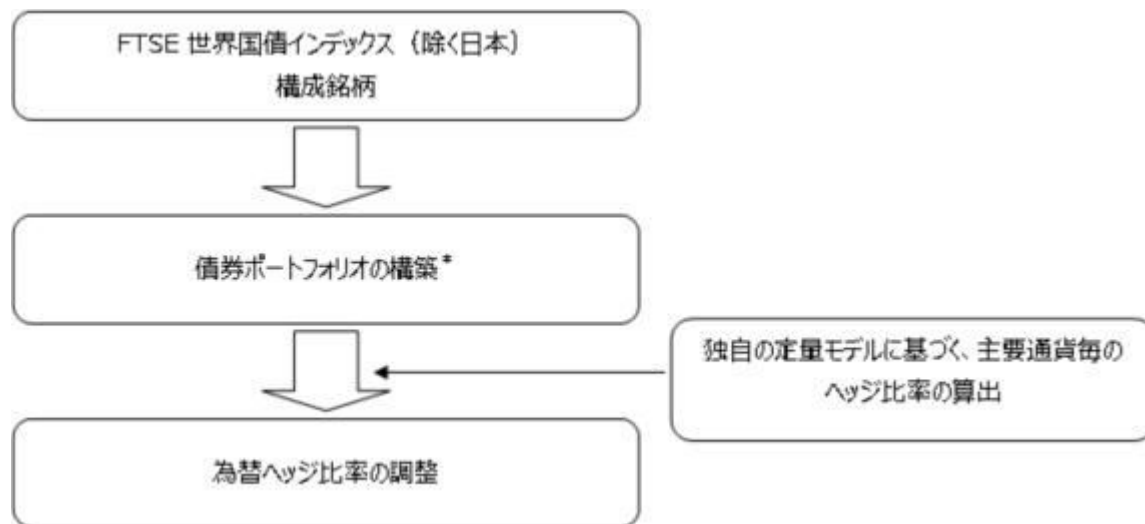 FTSE 世界国債インデックス（除く日本）
構成銘柄
債券ポートフォリオの構築*
独自の定量モデルに基づく、主要通貨毎の
ヘッジ比率の算出
為替ヘッジ比率の調整